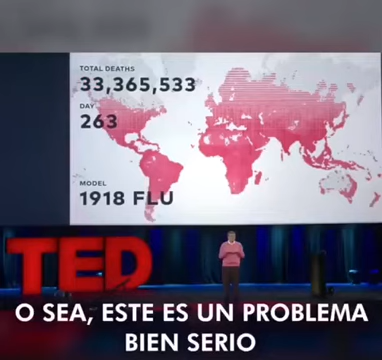 TOTAL DEATHS
33,365,533
DAY
263
MODEL
1918 FLU
TED
O SEA, ESTE ES UN PROBLEMA
BIEN SERIO